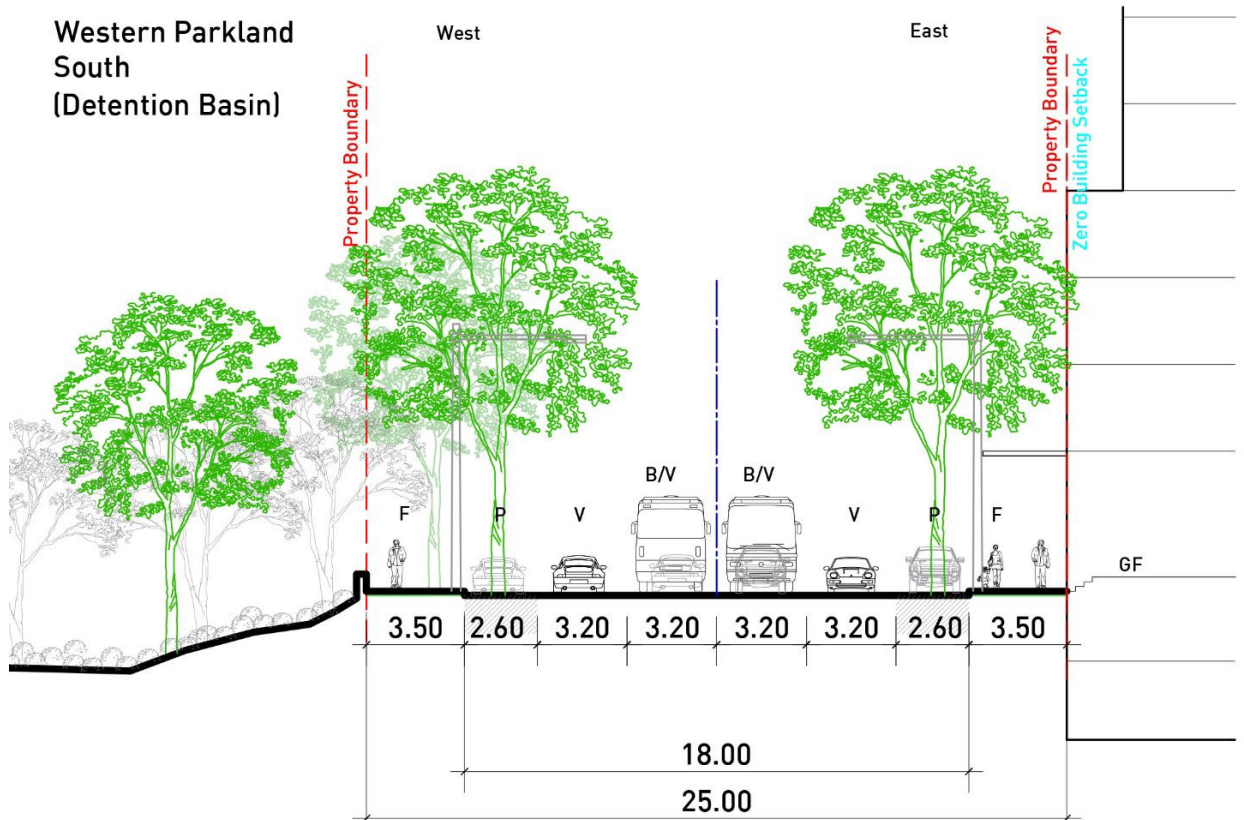 Western Parkland
South
(Detention Basin)
West
East
Property Boundary
Property Boundary
Zero Building Setback
B/V
B/V
F
P
V
V
P
F
GF
3.50
2.60
3.20
3.20
3.20
3.20
2.60
3.50
18.00
25.00